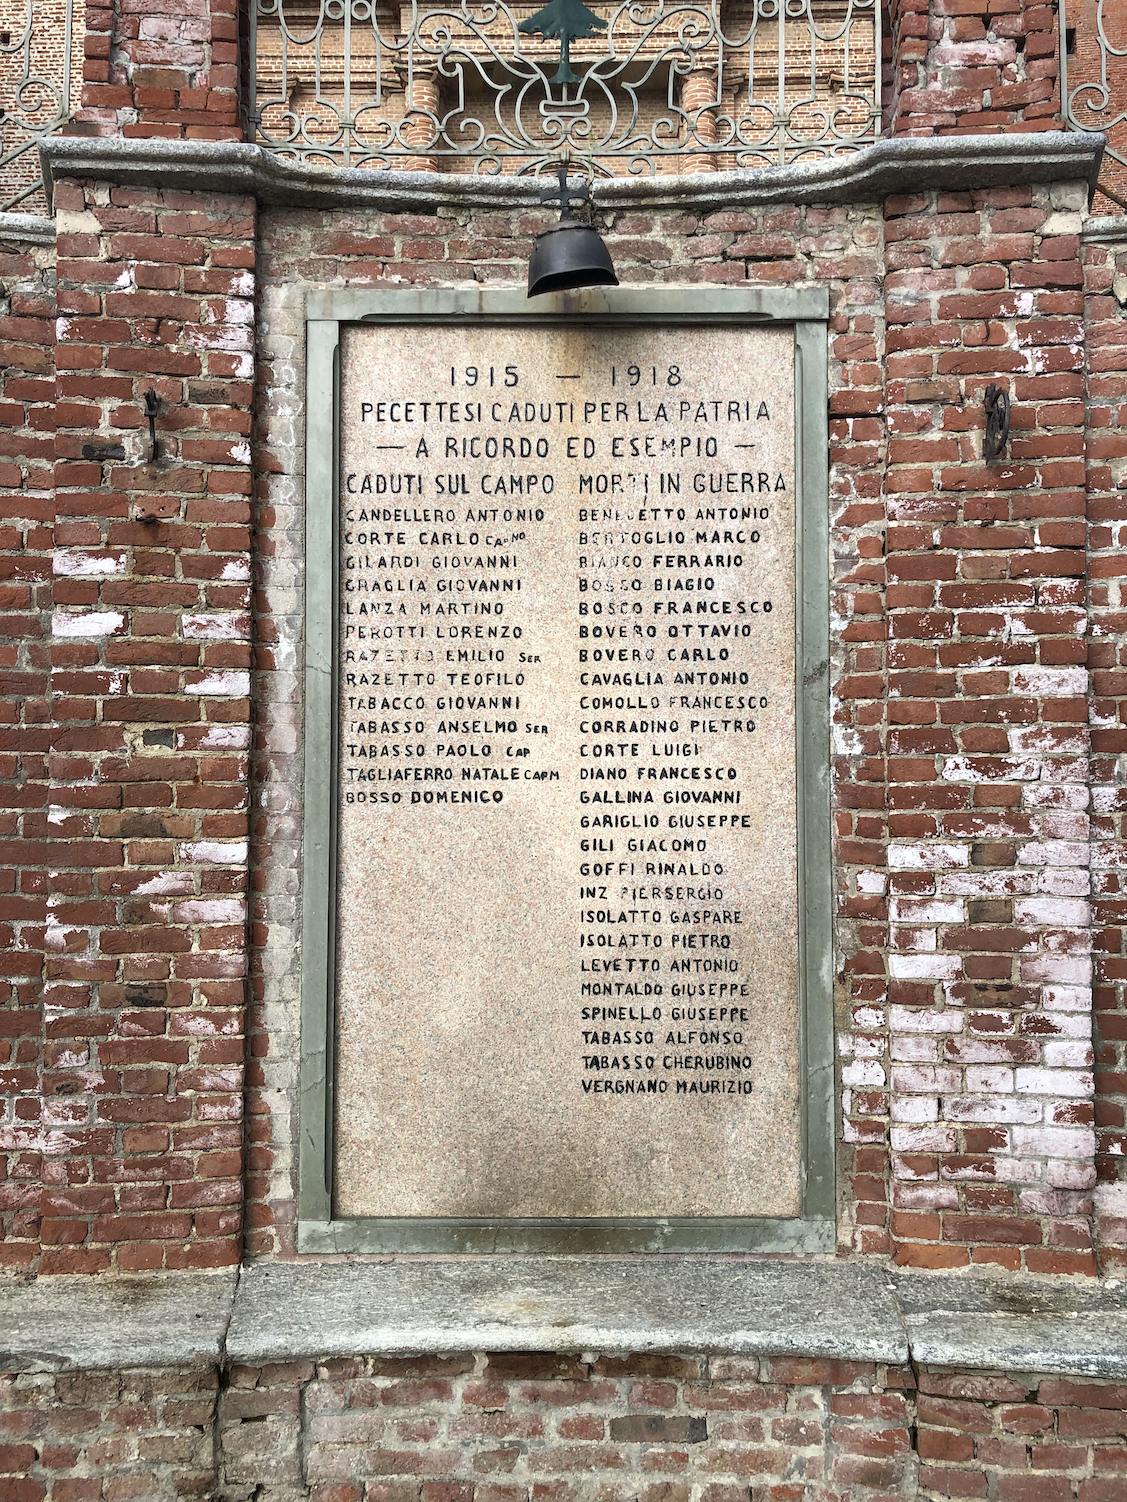 1915 — 1918
PECETTESI CADUTI PER LA PATRIA
— A RICORDO ED ESEMPIO —
CADUTI SUL CAMPO
CANDELLERO ANTONIO
CORTE CARLO
GILARDI GIOVANNI
GRAGLIA GIOVANNI
LANZA MARTINO
PEROTTI LORENZO
RAZETTO EMILIO SER
RAZETTO TEOFILO
TABACCO GIOVANNI
TABASSO ANSELMO SER
TABASSO PAOLO CAP
TAGLIAFERRO NATALE CAPM
BOSSO DOMENICO
MORTI IN GUERRA
BENEDETTO ANTONIO
BERTOGLIO MARCO
BIANCO FERRARIO
BOSSO BIAGIO
BOSCO FRANCESCO
BOVERO OTTAVIO
BOVERO CARLO
CAVAGLIA ANTONIO
COMOLLO FRANCESCO
CORRADINO PIETRO
CORTE LUIGI
DIANO FRANCESCO
GALLINA GIOVANNI
GARIGLIO GIUSEPPE
GILI GIACOMO
GOFFI RINALDO
INZ PIERSERGIO
ISOLATTO GASPARE
ISOLATTO PIETRO
LEVETTO ANTONIO
MONTALDO GIUSEPPE
SPINELLO GIUSEPPE
TABASSO ALFONSO
TABASSO CHERUBINO
VERGNANO MAURIZIO